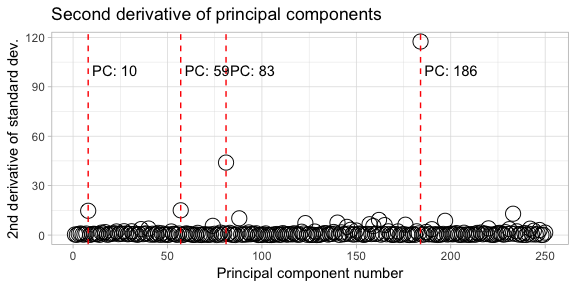 Second derivative of principal components
2nd derivative of standard dev.
120
90
60
30
0
PC: 10
PC: 59
PC: 83
PC: 186
0
50
100
150
200
250
Principal component number